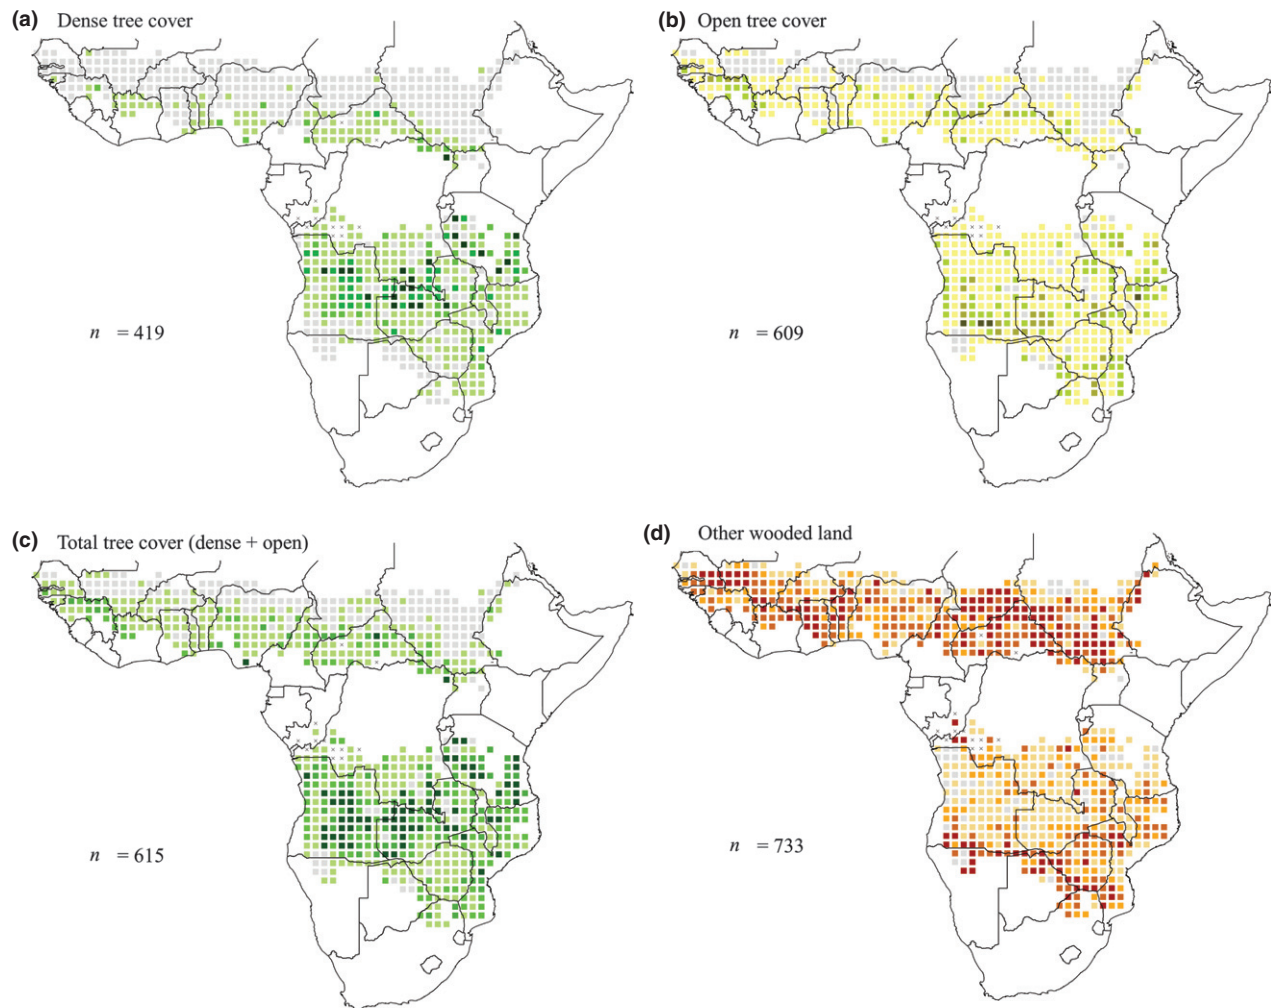 (a) Dense tree cover
(b) Open tree cover
n = 419
n = 609
(c) Total tree cover (dense + open)
(d) Other wooded land
n = 615
n = 733